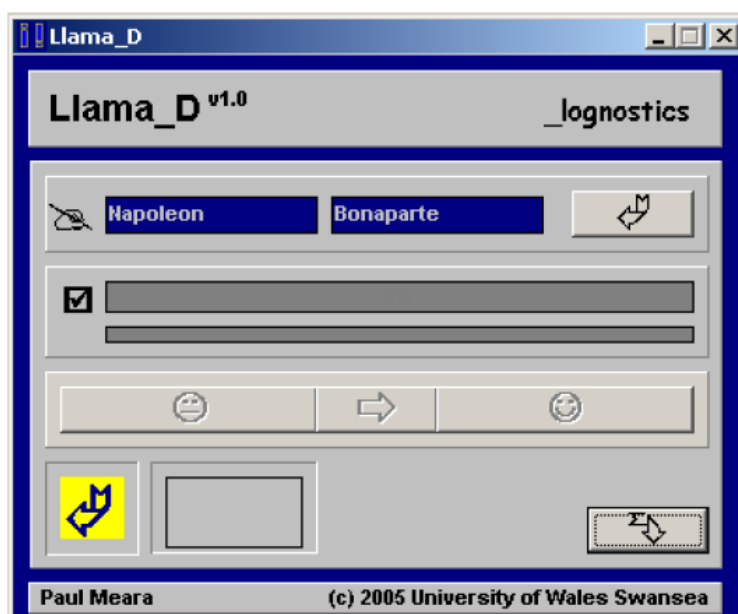 Llama_D
Llama_D v1.0 _lognostics
Napoleon Bonaparte
Σ
Paul Meara (c) 2005 University of Wales Swansea